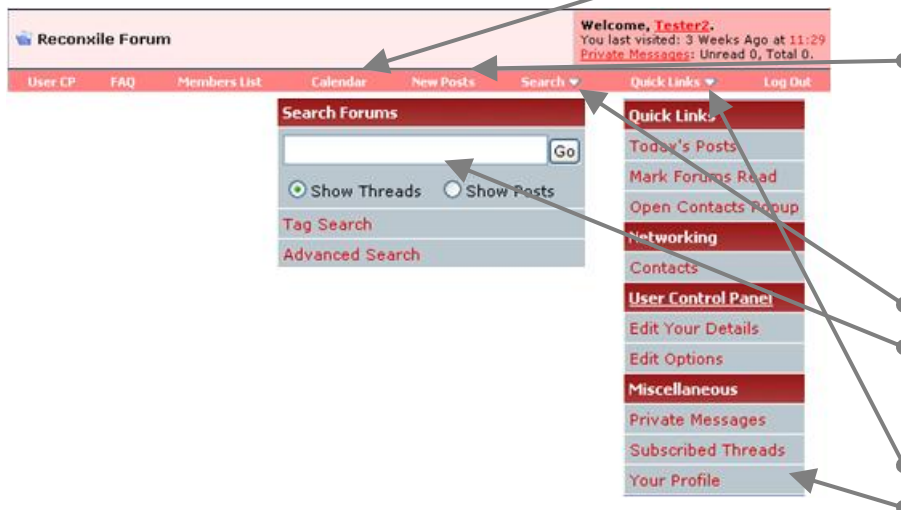 Reconxile Forum
Welcome, Tester2.
You last visited: 3 Weeks Ago at 11:29
Private Messages: Unread 0, Total 0.
User CP FAQ Members List Calendar New Posts Search Quick Links Log Out
Search Forums
Go
Show Threads Show Posts
Tag Search
Advanced Search
Quick Links
Today's Posts
Mark Forums Read
Open Contacts Popup
Networking
Contacts
User Control Panel
Edit Your Details
Edit Options
Miscellaneous
Private Messages
Subscribed Threads
Your Profile